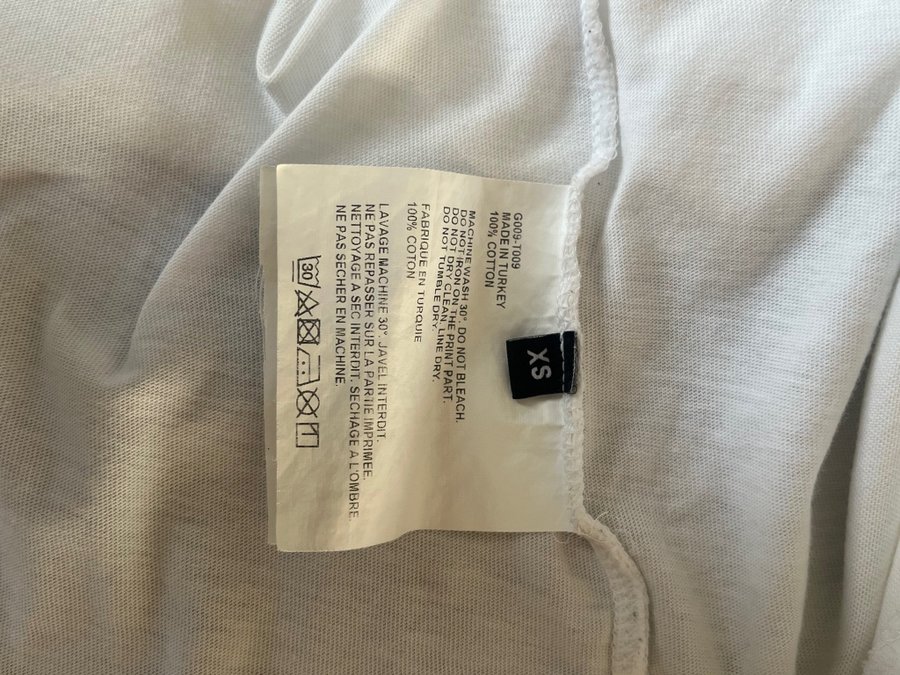 G009-T009
MADE IN TURKEY
100% COTTON
MACHINE WASH 30°. DO NOT BLEACH.
DO NOT IRON ON THE PRINT PART.
DO NOT DRY CLEAN, LINE DRY.
DO NOT TUMBLE DRY.
FABRIQUE EN TURQUIE
100% COTON
LAVAGE MACHINE 30°. JAVEL INTERDIT.
NE PAS REPASSER SUR LA PARTIE IMPRIMEE.
NETTOYAGE A SEC INTERDIT. SECHAGE A L'OMBRE.
NE PAS SECHER EN MACHINE.
30
XS